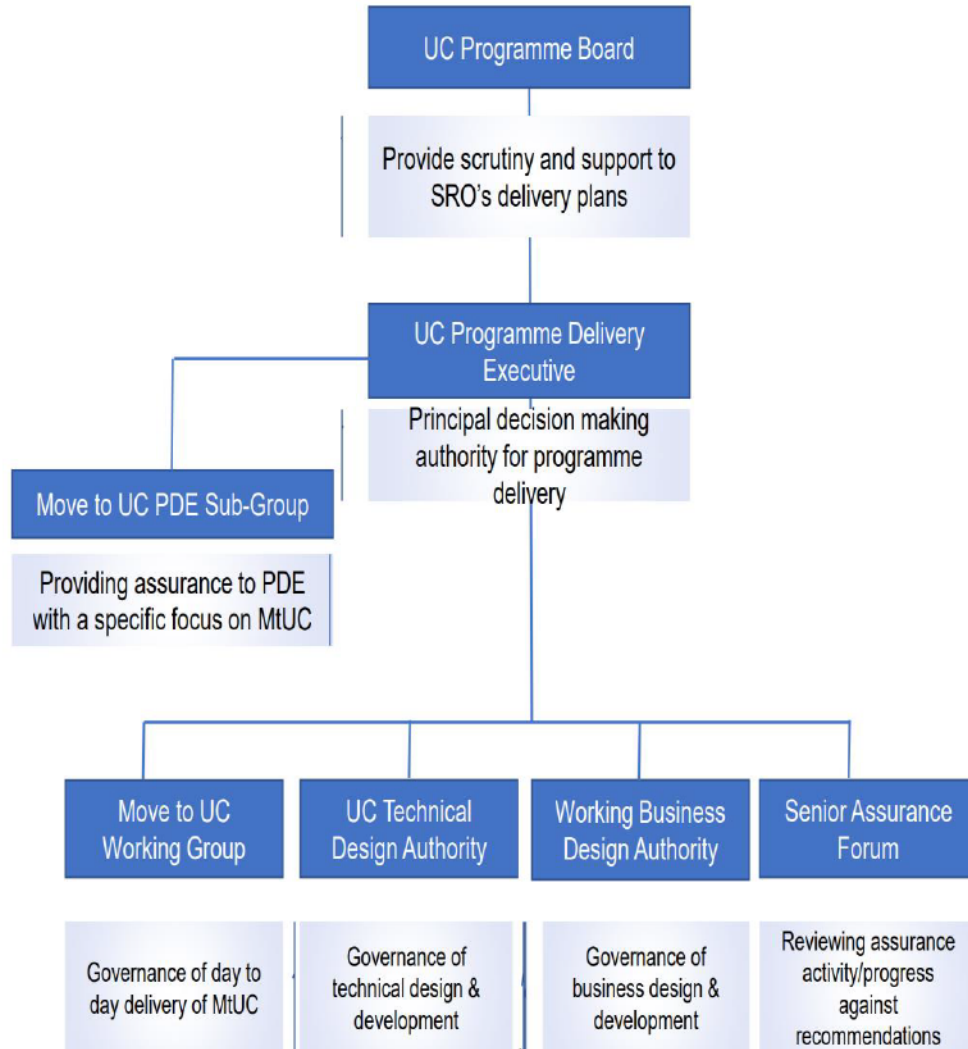 UC Programme Board
Provide scrutiny and support to
SRO's delivery plans
UC Programme Delivery
Executive
Principal decision making
authority for programme
delivery
Move to UC PDE Sub-Group
Providing assurance to PDE
with a specific focus on MtUC
Move to UC
Working Group
UC Technical
Design Authority
Working Business
Design Authority
Senior Assurance
Forum
Governance of day to
day delivery of MtUC
Governance of
technical design &
development
Governance of
business design &
development
Reviewing assurance
activity/progress
against
recommendations